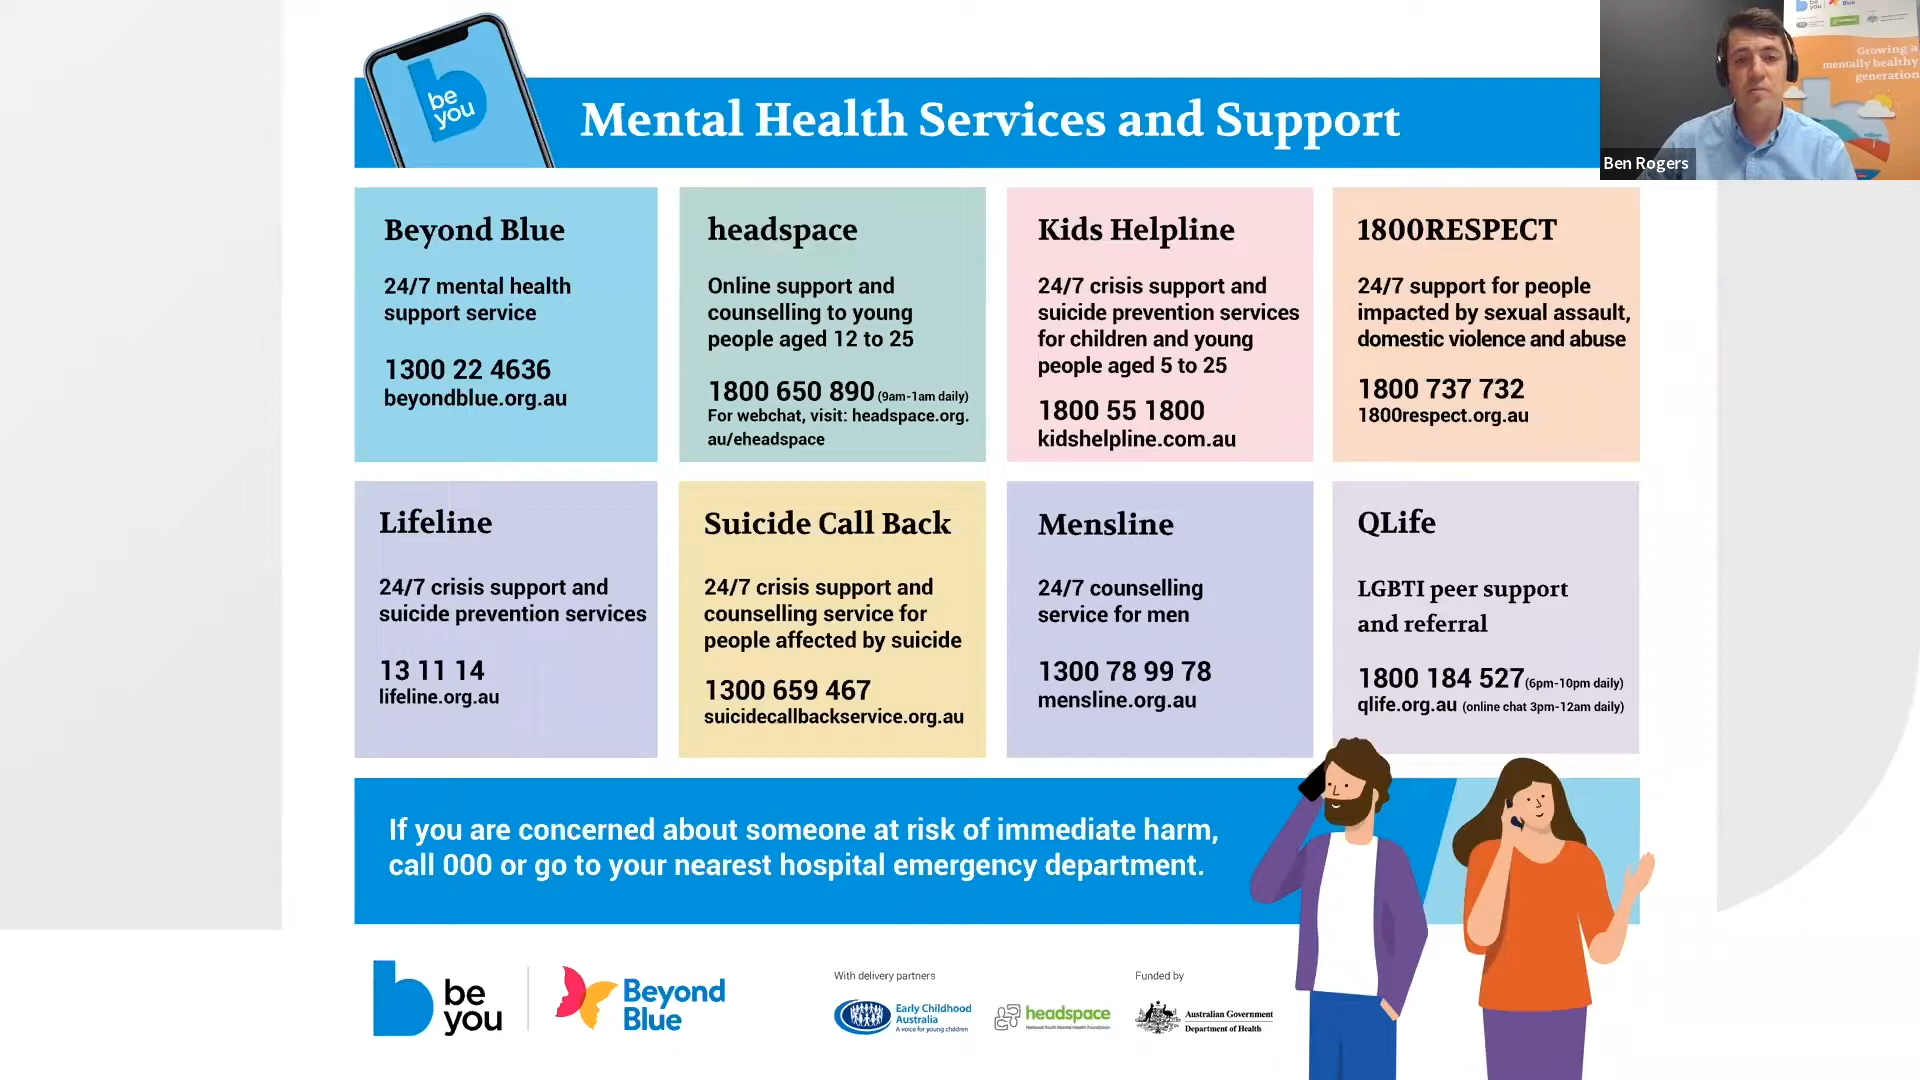 be
you
Mental Health Services and Support
be
you
Blue
Growing a
mentally healthy
generation
Ben Rogers
Beyond Blue
24/7 mental health
support service
1300 22 4636
beyondblue.org.au
headspace
Online support and
counselling to young
people aged 12 to 25
1800 650 890 (9am-1am daily)
For webchat, visit: headspace.org.
au/eheadspace
Kids Helpline
24/7 crisis support and
suicide prevention services
for children and young
people aged 5 to 25
1800 55 1800
kidshelpline.com.au
1800RESPECT
24/7 support for people
impacted by sexual assault,
domestic violence and abuse
1800 737 732
1800respect.org.au
Lifeline
24/7 crisis support and
suicide prevention services
13 11 14
lifeline.org.au
Suicide Call Back
24/7 crisis support and
counselling service for
people affected by suicide
1300 659 467
suicidecallbackservice.org.au
Mensline
24/7 counselling
service for men
1300 78 99 78
mensline.org.au
QLife
LGBTI peer support
and referral
1800 184 527 (6pm-10pm daily)
qlife.org.au (online chat 3pm-12am daily)
If you are concerned about someone at risk of immediate harm,
call 000 or go to your nearest hospital emergency department.
be
you
Beyond
Blue
With delivery partners
Early Childhood
Australia
A voice for young children
headspace
National Youth Mental Health Foundation
Funded by
Australian Government
Department of Health